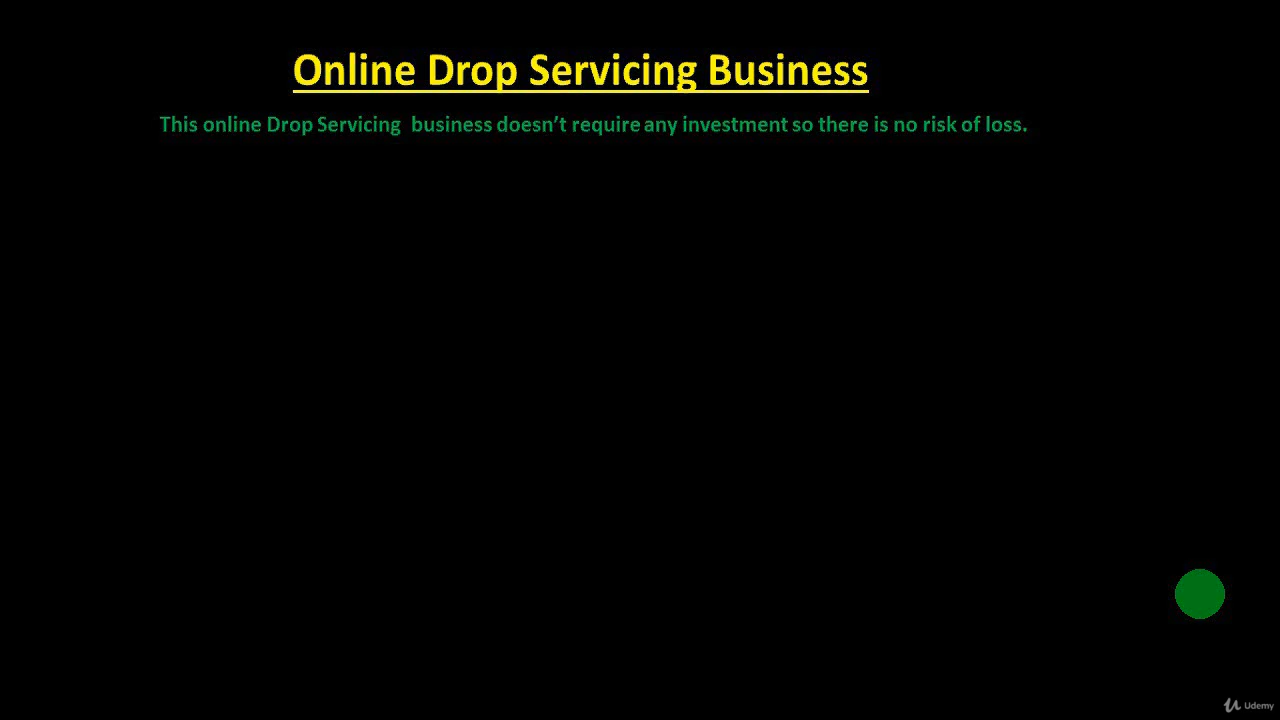 Online Drop Servicing Business
This online Drop Servicing business doesn't require any investment so there is no risk of loss.
Udemy